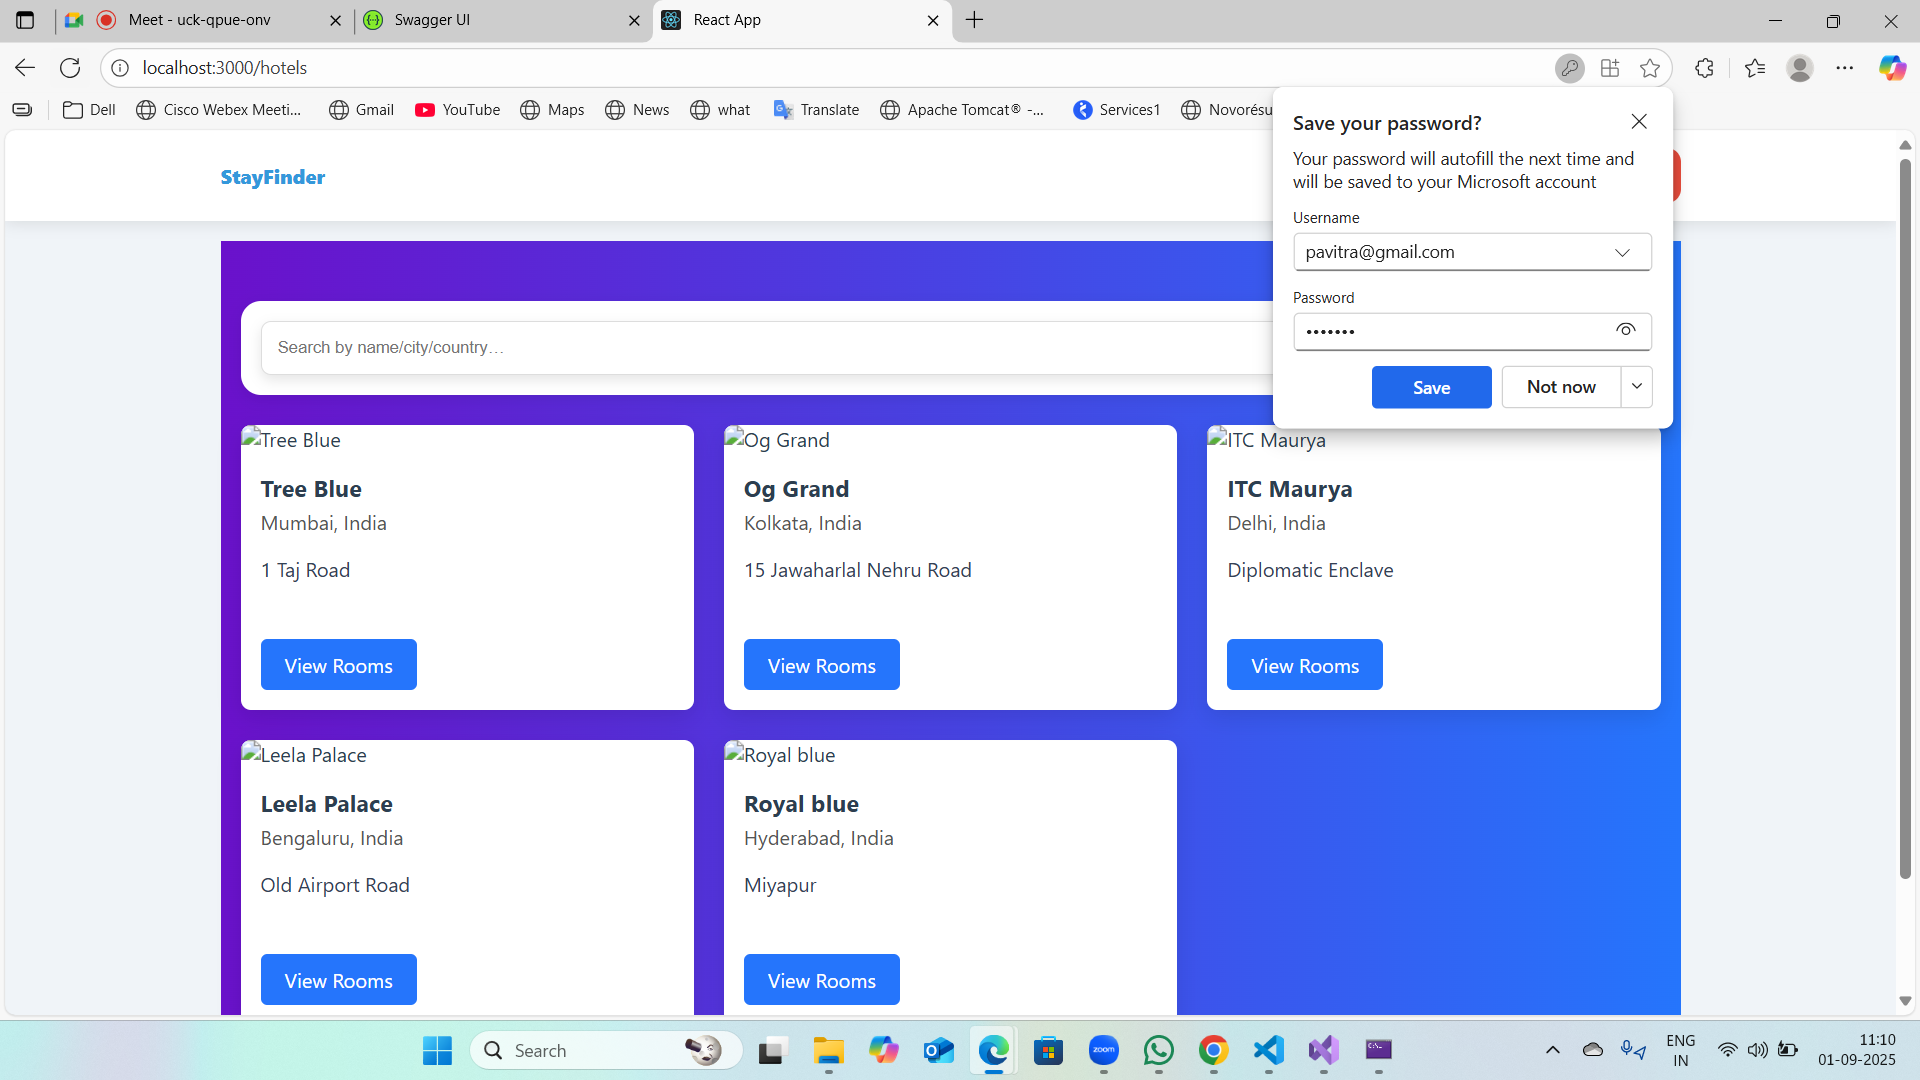 Meet - uck-qpue-onv
Swagger UI
React App
localhost:3000/hotels
Dell
Cisco Webex Meeti...
Gmail
YouTube
Maps
News
what
Translate
Apache Tomcat® -...
Services1
Novorésu
Save your password?
Your password will autofill the next time and
will be saved to your Microsoft account
Username
pavitra@gmail.com
Password
•••••••
Save
Not now
StayFinder
Search by name/city/country…
Tree Blue
Og Grand
ITC Maurya
Tree Blue
Og Grand
ITC Maurya
Mumbai, India
Kolkata, India
Delhi, India
1 Taj Road
15 Jawaharlal Nehru Road
Diplomatic Enclave
View Rooms
View Rooms
View Rooms
Leela Palace
Royal blue
Leela Palace
Royal blue
Bengaluru, India
Hyderabad, India
Old Airport Road
Miyapur
View Rooms
View Rooms
Search
zoom
ENG
IN
11:10
01-09-2025